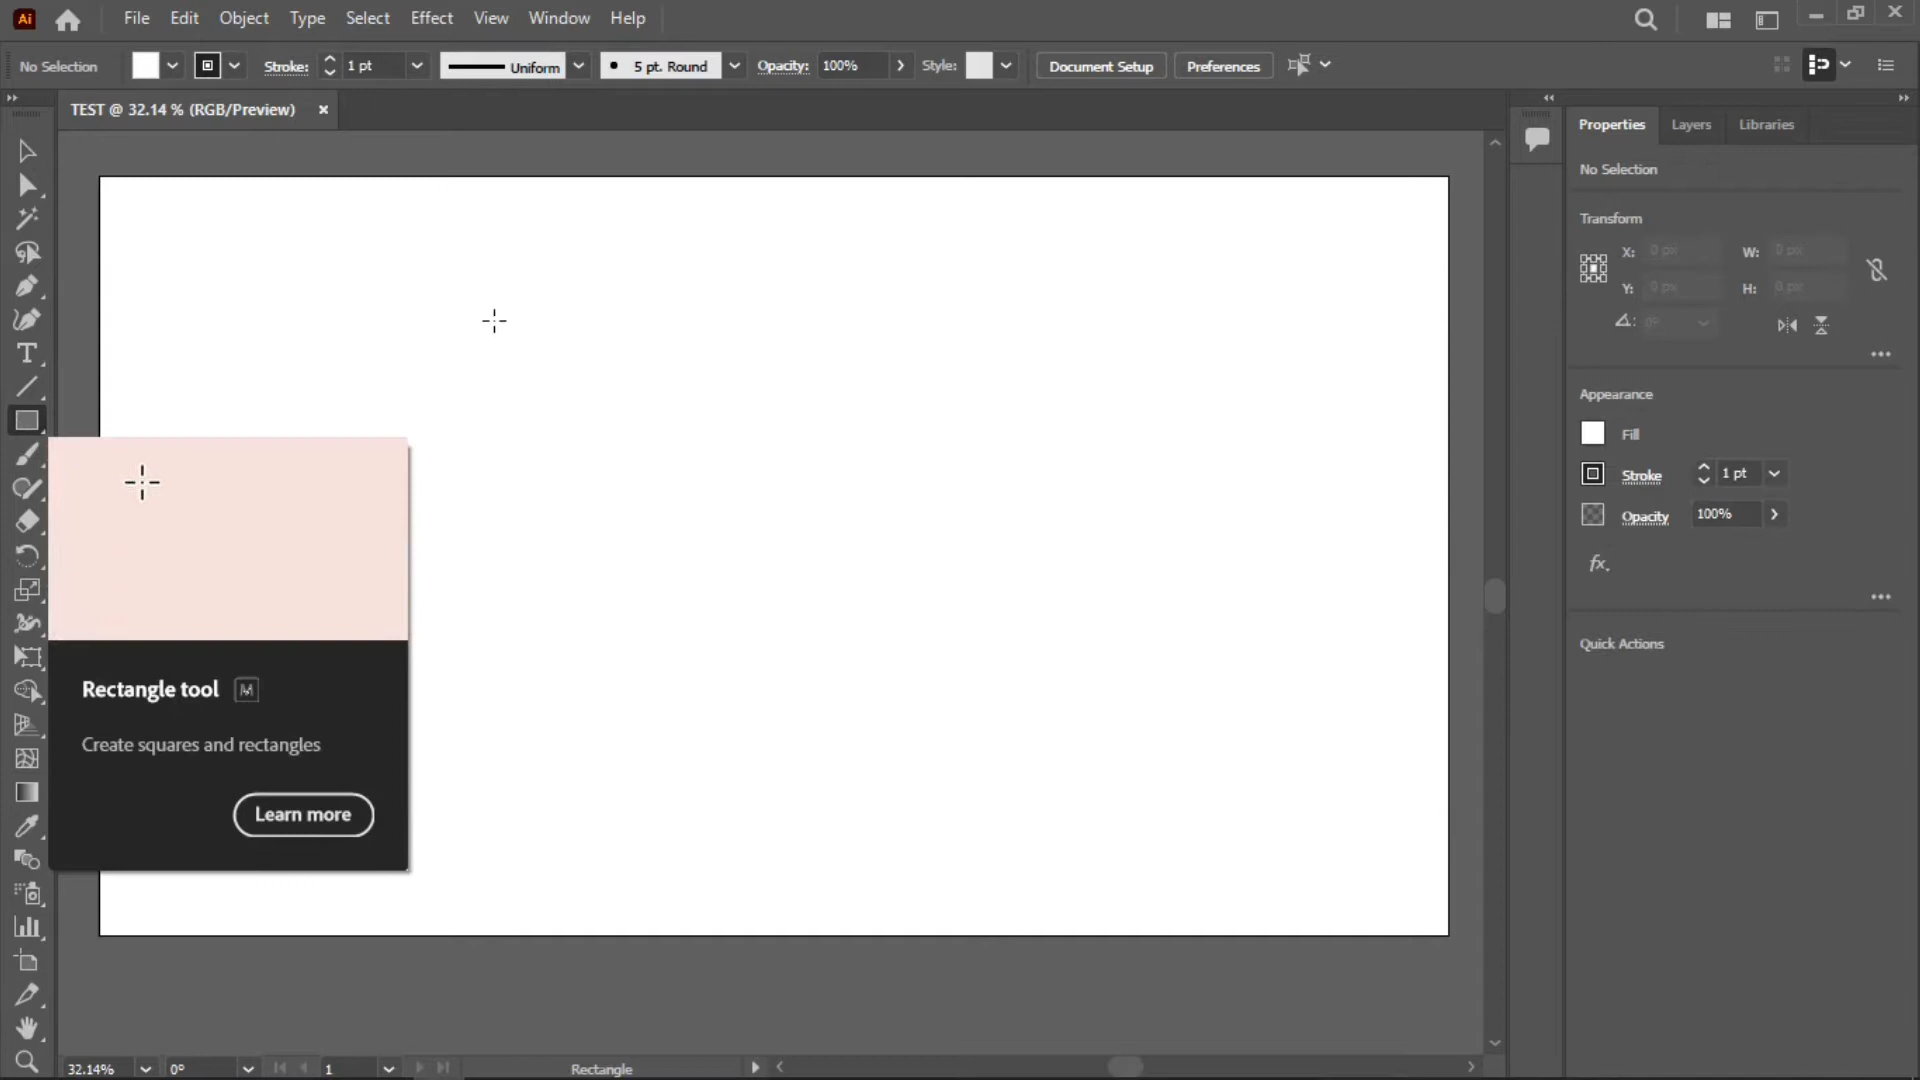 Ai File Edit Object Type Select Effect View Window Help
No Selection Stroke: 1 pt Uniform 5 pt. Round Opacity: 100% Style: Document Setup Preferences
TEST @ 32.14 % (RGB/Preview) ×
Properties Layers Libraries
No Selection
Transform
X: 0 px W: 0 px
Y: 0 px H: 0 px
0°
Appearance
Fill
Stroke 1 pt
Opacity 100%
fx.
Quick Actions
Rectangle tool M
Create squares and rectangles
Learn more
32.14% 0° 1 Rectangle